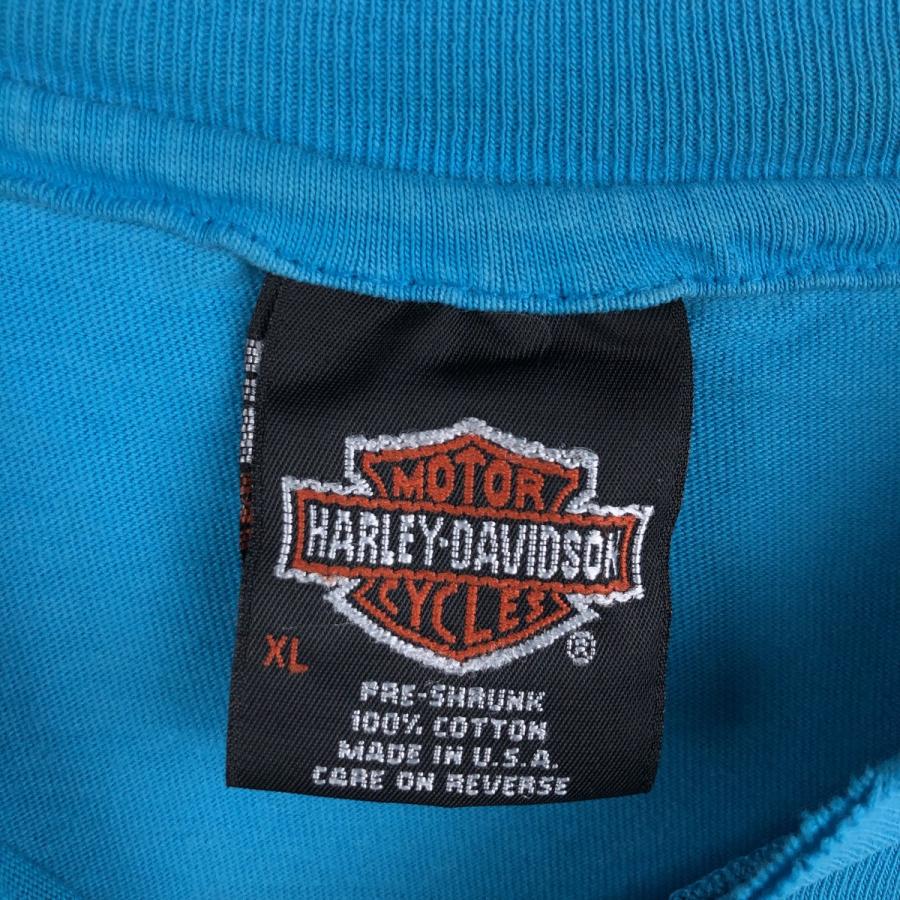 MOTOR
HARLEY-DAVIDSON
CYCLES
®
XL
PRE-SHRUNK
100% COTTON
MADE IN U.S.A.
CARE ON REVERSE